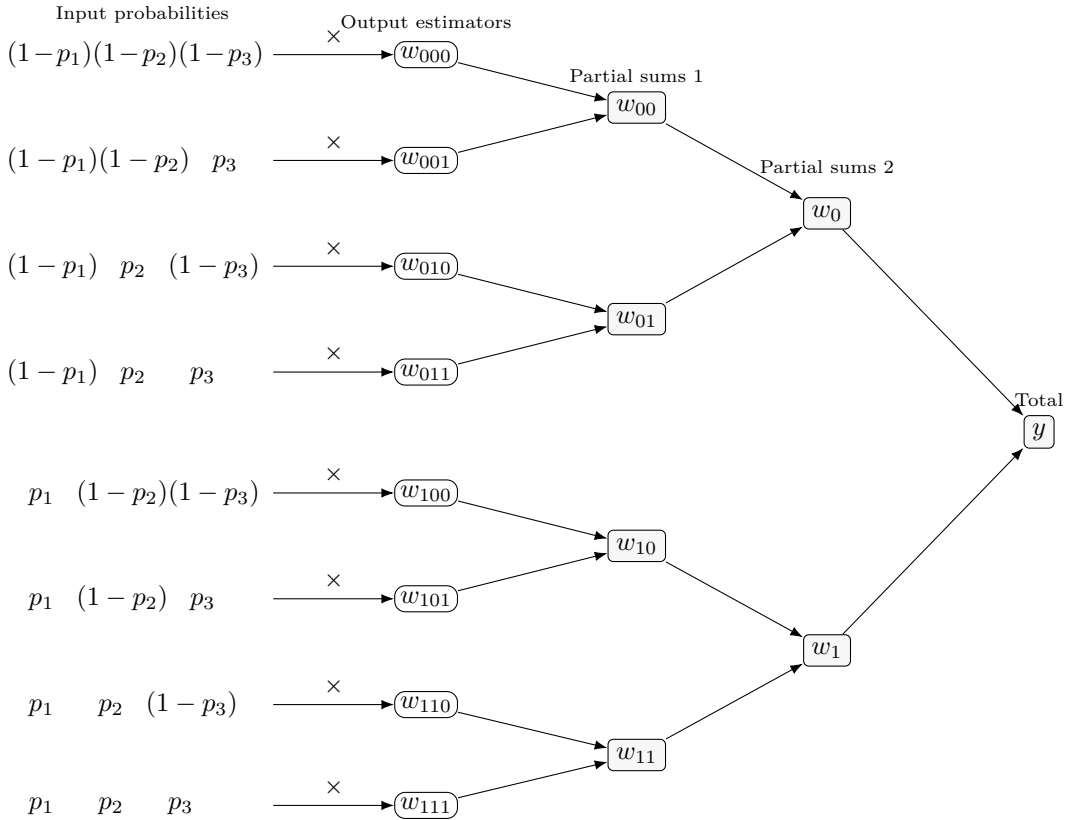 Input probabilities
Output estimators
(1−p₁)(1−p₂)(1−p₃) × w₀₀₀
Partial sums 1
w₀₀
(1−p₁)(1−p₂) p₃ × w₀₀₁
Partial sums 2
w₀
(1−p₁) p₂ (1−p₃) × w₀₁₀
w₀₁
(1−p₁) p₂ p₃ × w₀₁₁
Total
y
p₁ (1−p₂)(1−p₃) × w₁₀₀
w₁₀
p₁ (1−p₂) p₃ × w₁₀₁
w₁
p₁ p₂ (1−p₃) × w₁₁₀
w₁₁
p₁ p₂ p₃ × w₁₁₁